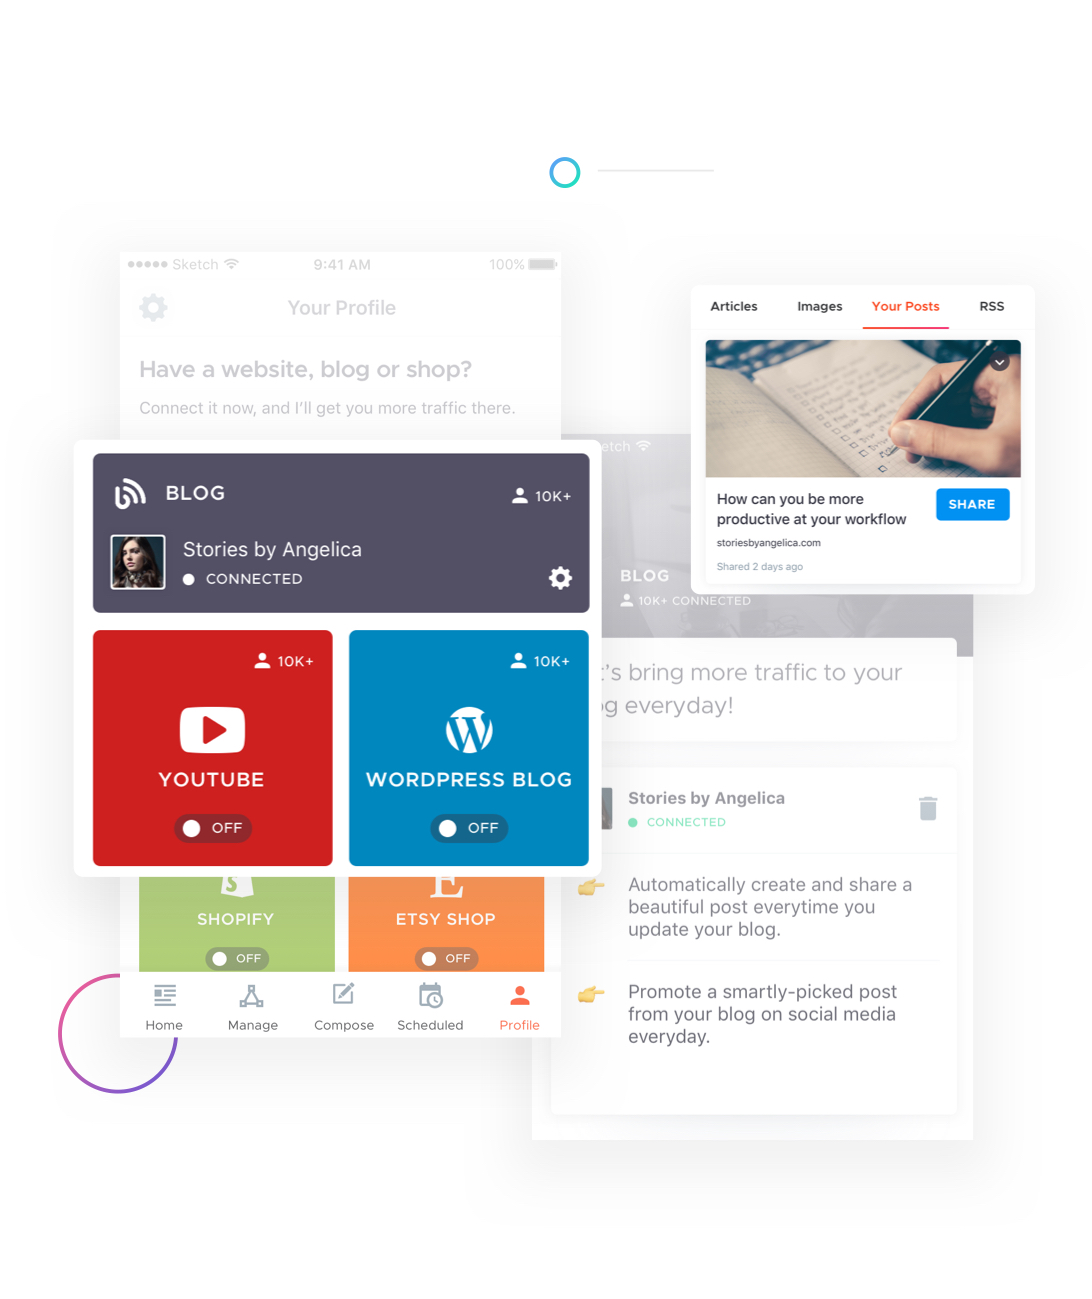 Sketch
9:41 AM
100%
Your Profile
Have a website, blog or shop?
Connect it now, and I'll get you more traffic there.
BLOG
10K+
Stories by Angelica
CONNECTED
10K+
YOUTUBE
OFF
10K+
WORDPRESS BLOG
OFF
SHOPIFY
OFF
ETSY SHOP
OFF
Home
Manage
Compose
Scheduled
Profile
Articles
Images
Your Posts
RSS
How can you be more
productive at your workflow
SHARE
storiesbyangelica.com
Shared 2 days ago
etch
BLOG
10K+ CONNECTED
t's bring more traffic to your
og everyday!
Stories by Angelica
CONNECTED
Automatically create and share a
beautiful post everytime you
update your blog.
Promote a smartly-picked post
from your blog on social media
everyday.